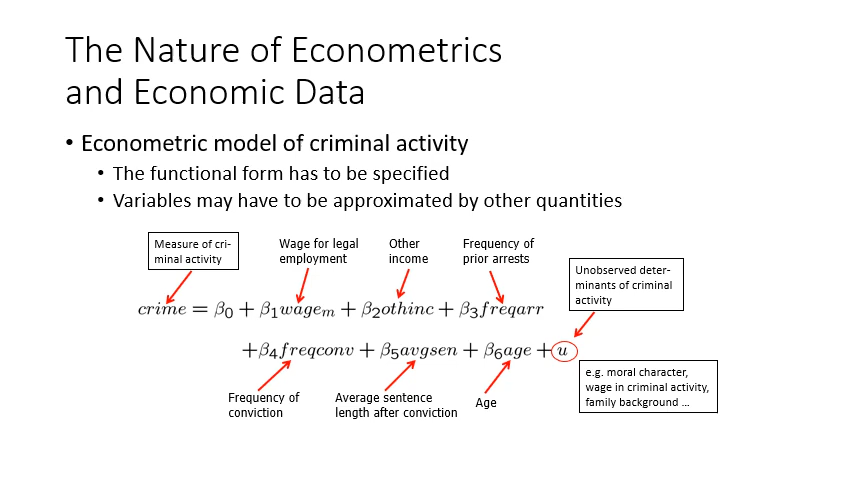 The Nature of Econometrics
and Economic Data
• Econometric model of criminal activity
• The functional form has to be specified
• Variables may have to be approximated by other quantities
Measure of cri-
minal activity
Wage for legal
employment
Other
income
Frequency of
prior arrests
Unobserved deter-
minants of criminal
activity
crime = β₀ + β₁wageₘ + β₂othinc + β₃freqarr
+β₄freqconv + β₅avgsen + β₆age + u
e.g. moral character,
wage in criminal activity,
family background ...
Frequency of
conviction
Average sentence
length after conviction
Age